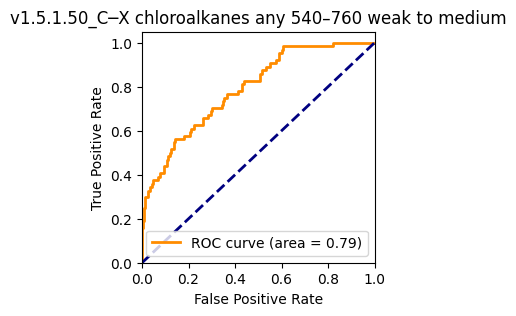 v1.5.1.50_C─X chloroalkanes any 540–760 weak to medium
1.0
0.8
0.6
0.4
0.2
0.0
True Positive Rate
ROC curve (area = 0.79)
0.0 0.2 0.4 0.6 0.8 1.0
False Positive Rate